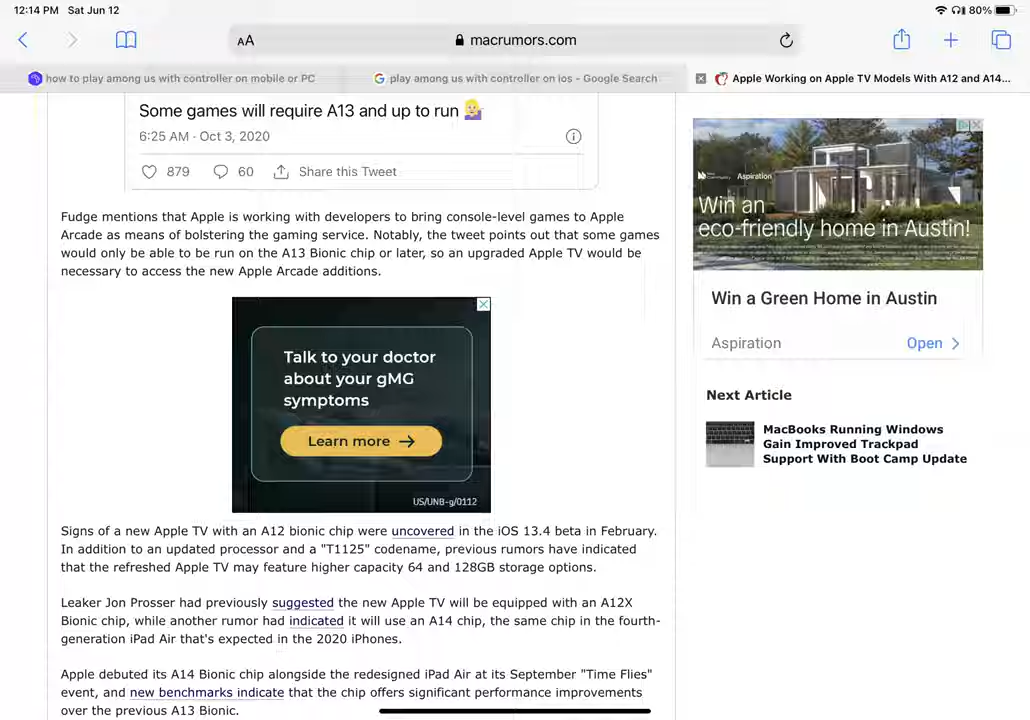 12:14 PM Sat Jun 12
80%
AA
macrumors.com
how to play among us with controller on mobile or PC
play among us with controller on ios - Google Search
Apple Working on Apple TV Models With A12 and A14...
Some games will require A13 and up to run
6:25 AM · Oct 3, 2020
879
60
Share this Tweet
Fudge mentions that Apple is working with developers to bring console-level games to Apple
Arcade as means of bolstering the gaming service. Notably, the tweet points out that some games
would only be able to be run on the A13 Bionic chip or later, so an upgraded Apple TV would be
necessary to access the new Apple Arcade additions.
Talk to your doctor
about your gMG
symptoms
Learn more →
US/UNB-g/0112
Signs of a new Apple TV with an A12 bionic chip were uncovered in the iOS 13.4 beta in February.
In addition to an updated processor and a "T1125" codename, previous rumors have indicated
that the refreshed Apple TV may feature higher capacity 64 and 128GB storage options.
Leaker Jon Prosser had previously suggested the new Apple TV will be equipped with an A12X
Bionic chip, while another rumor had indicated it will use an A14 chip, the same chip in the fourth-
generation iPad Air that's expected in the 2020 iPhones.
Apple debuted its A14 Bionic chip alongside the redesigned iPad Air at its September "Time Flies"
event, and new benchmarks indicate that the chip offers significant performance improvements
over the previous A13 Bionic.
Aspiration
Win an
eco-friendly home in Austin!
Win a Green Home in Austin
Aspiration
Open
Next Article
MacBooks Running Windows
Gain Improved Trackpad
Support With Boot Camp Update